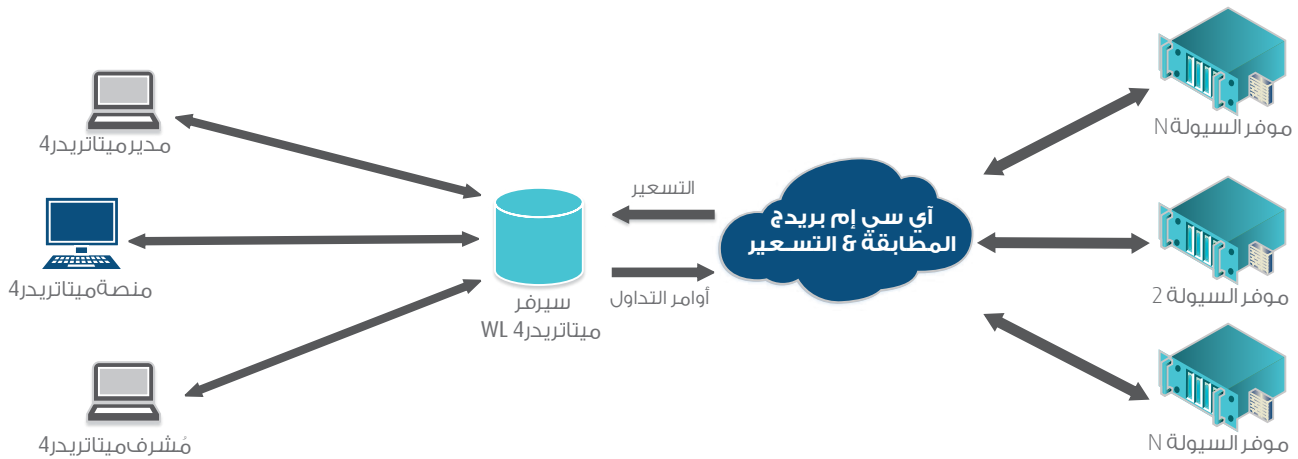 موفر السيولة N
مدير ميتاتريدر4
التسعير
آي سي إم بريدج
المطابقة & التسعير
منصة ميتاتريدر4
أوامر التداول
موفر السيولة 2
سيرفر
ميتاتريدر4 WL
مُشرف ميتاتريدر4
موفر السيولة N